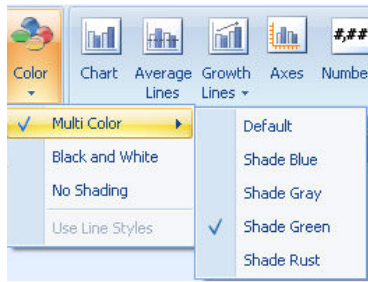 #,##
Color Chart Average Lines Growth Lines Axes
Multi Color
Black and White
No Shading
Use Line Styles
Default
Shade Blue
Shade Gray
Shade Green
Shade Rust